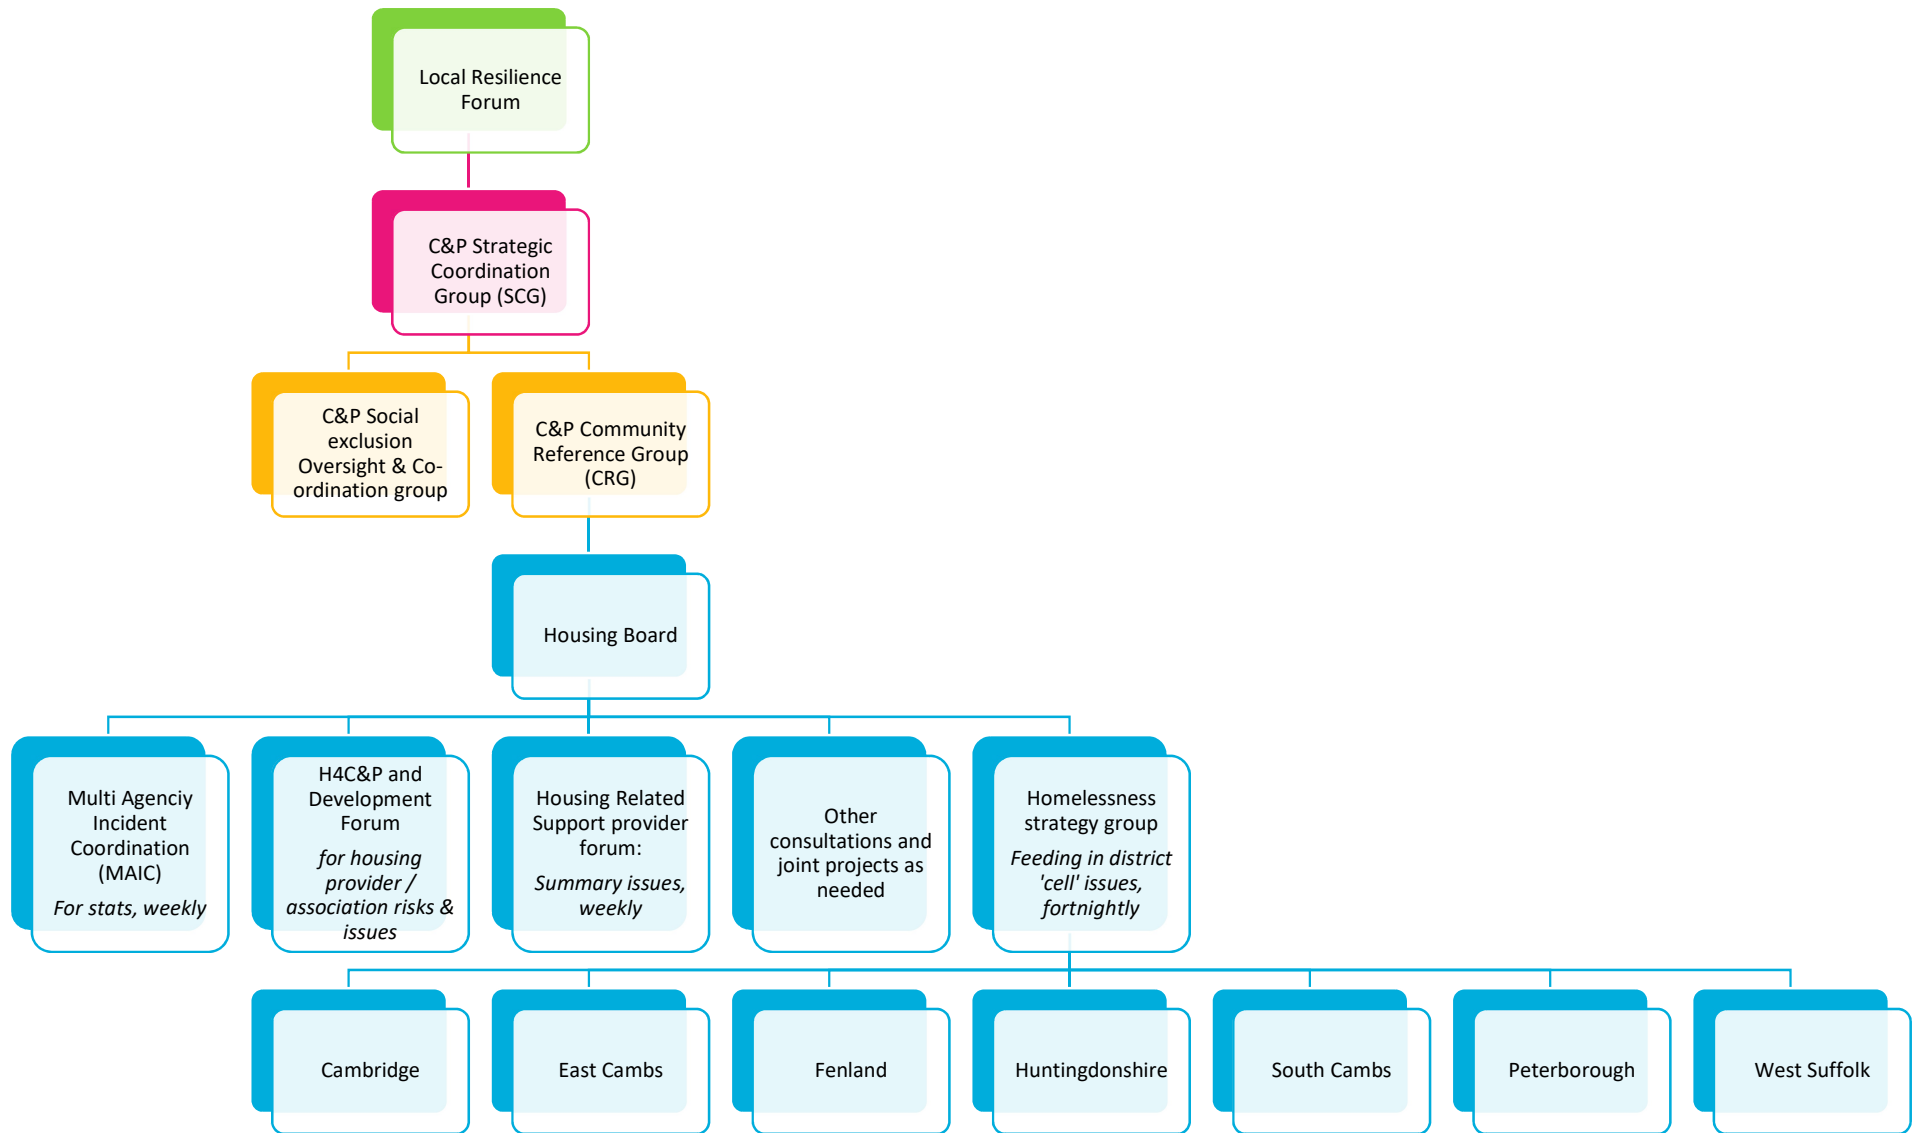 Local Resilience
Forum
C&P Strategic
Coordination
Group (SCG)
C&P Social
exclusion
Oversight & Co-
ordination group
C&P Community
Reference Group
(CRG)
Housing Board
Multi Agenciy
Incident
Coordination
(MAIC)
For stats, weekly
H4C&P and
Development
Forum
for housing
provider /
association risks &
issues
Housing Related
Support provider
forum:
Summary issues,
weekly
Other
consultations and
joint projects as
needed
Homelessness
strategy group
Feeding in district
'cell' issues,
fortnightly
Cambridge
East Cambs
Fenland
Huntingdonshire
South Cambs
Peterborough
West Suffolk